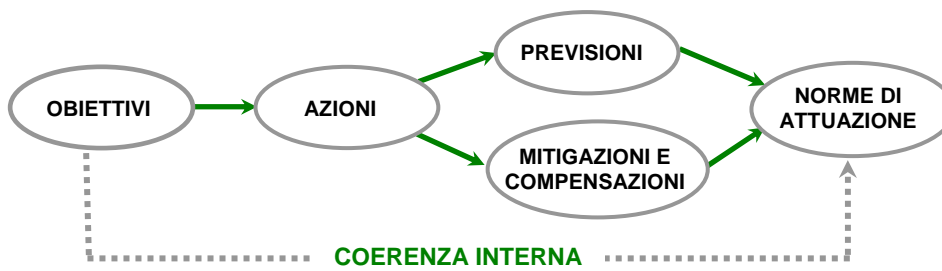 OBIETTIVI
AZIONI
PREVISIONI
MITIGAZIONI E
COMPENSAZIONI
NORME DI
ATTUAZIONE
COERENZA INTERNA